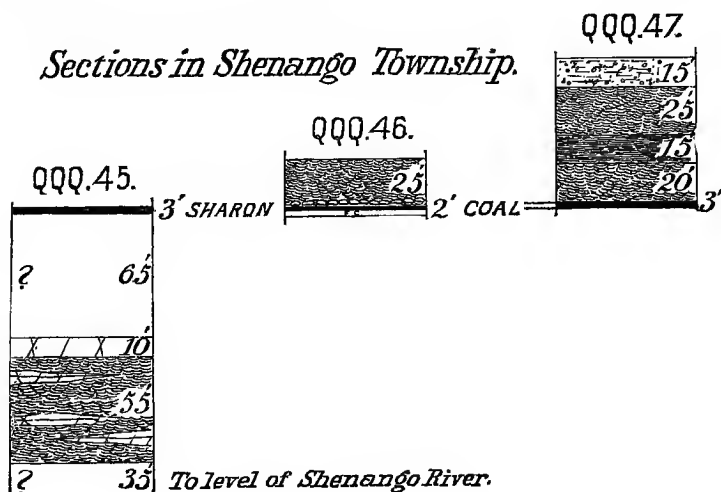 Sections in Shenango Township.
QQQ.45.
3' SHARON
? 65'
10'
55'
? 35' To level of Shenango River.
QQQ.46.
25'
F.C.
2' COAL
QQQ.47.
15'
25'
15'
20'
3'